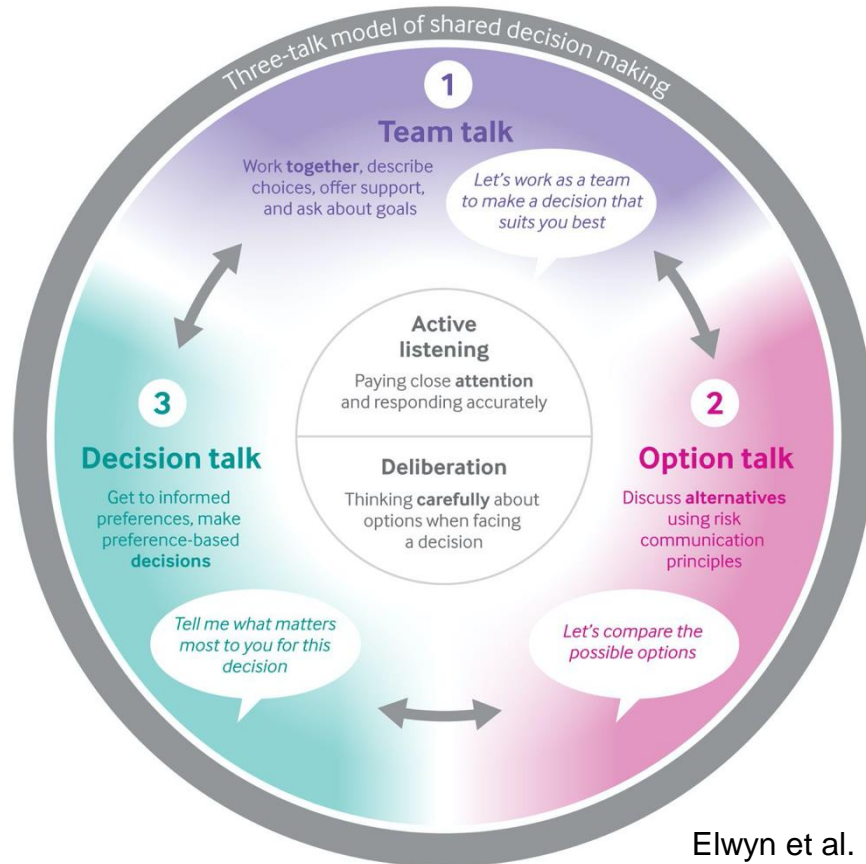 Three-talk model of shared decision making
1
Team talk
Work together, describe
choices, offer support,
and ask about goals
Let's work as a team
to make a decision that
suits you best
Active
listening
Paying close attention
and responding accurately
Deliberation
Thinking carefully about
options when facing
a decision
2
Option talk
Discuss alternatives
using risk
communication
principles
Let's compare the
possible options
3
Decision talk
Get to informed
preferences, make
preference-based
decisions
Tell me what matters
most to you for this
decision
Elwyn et al.